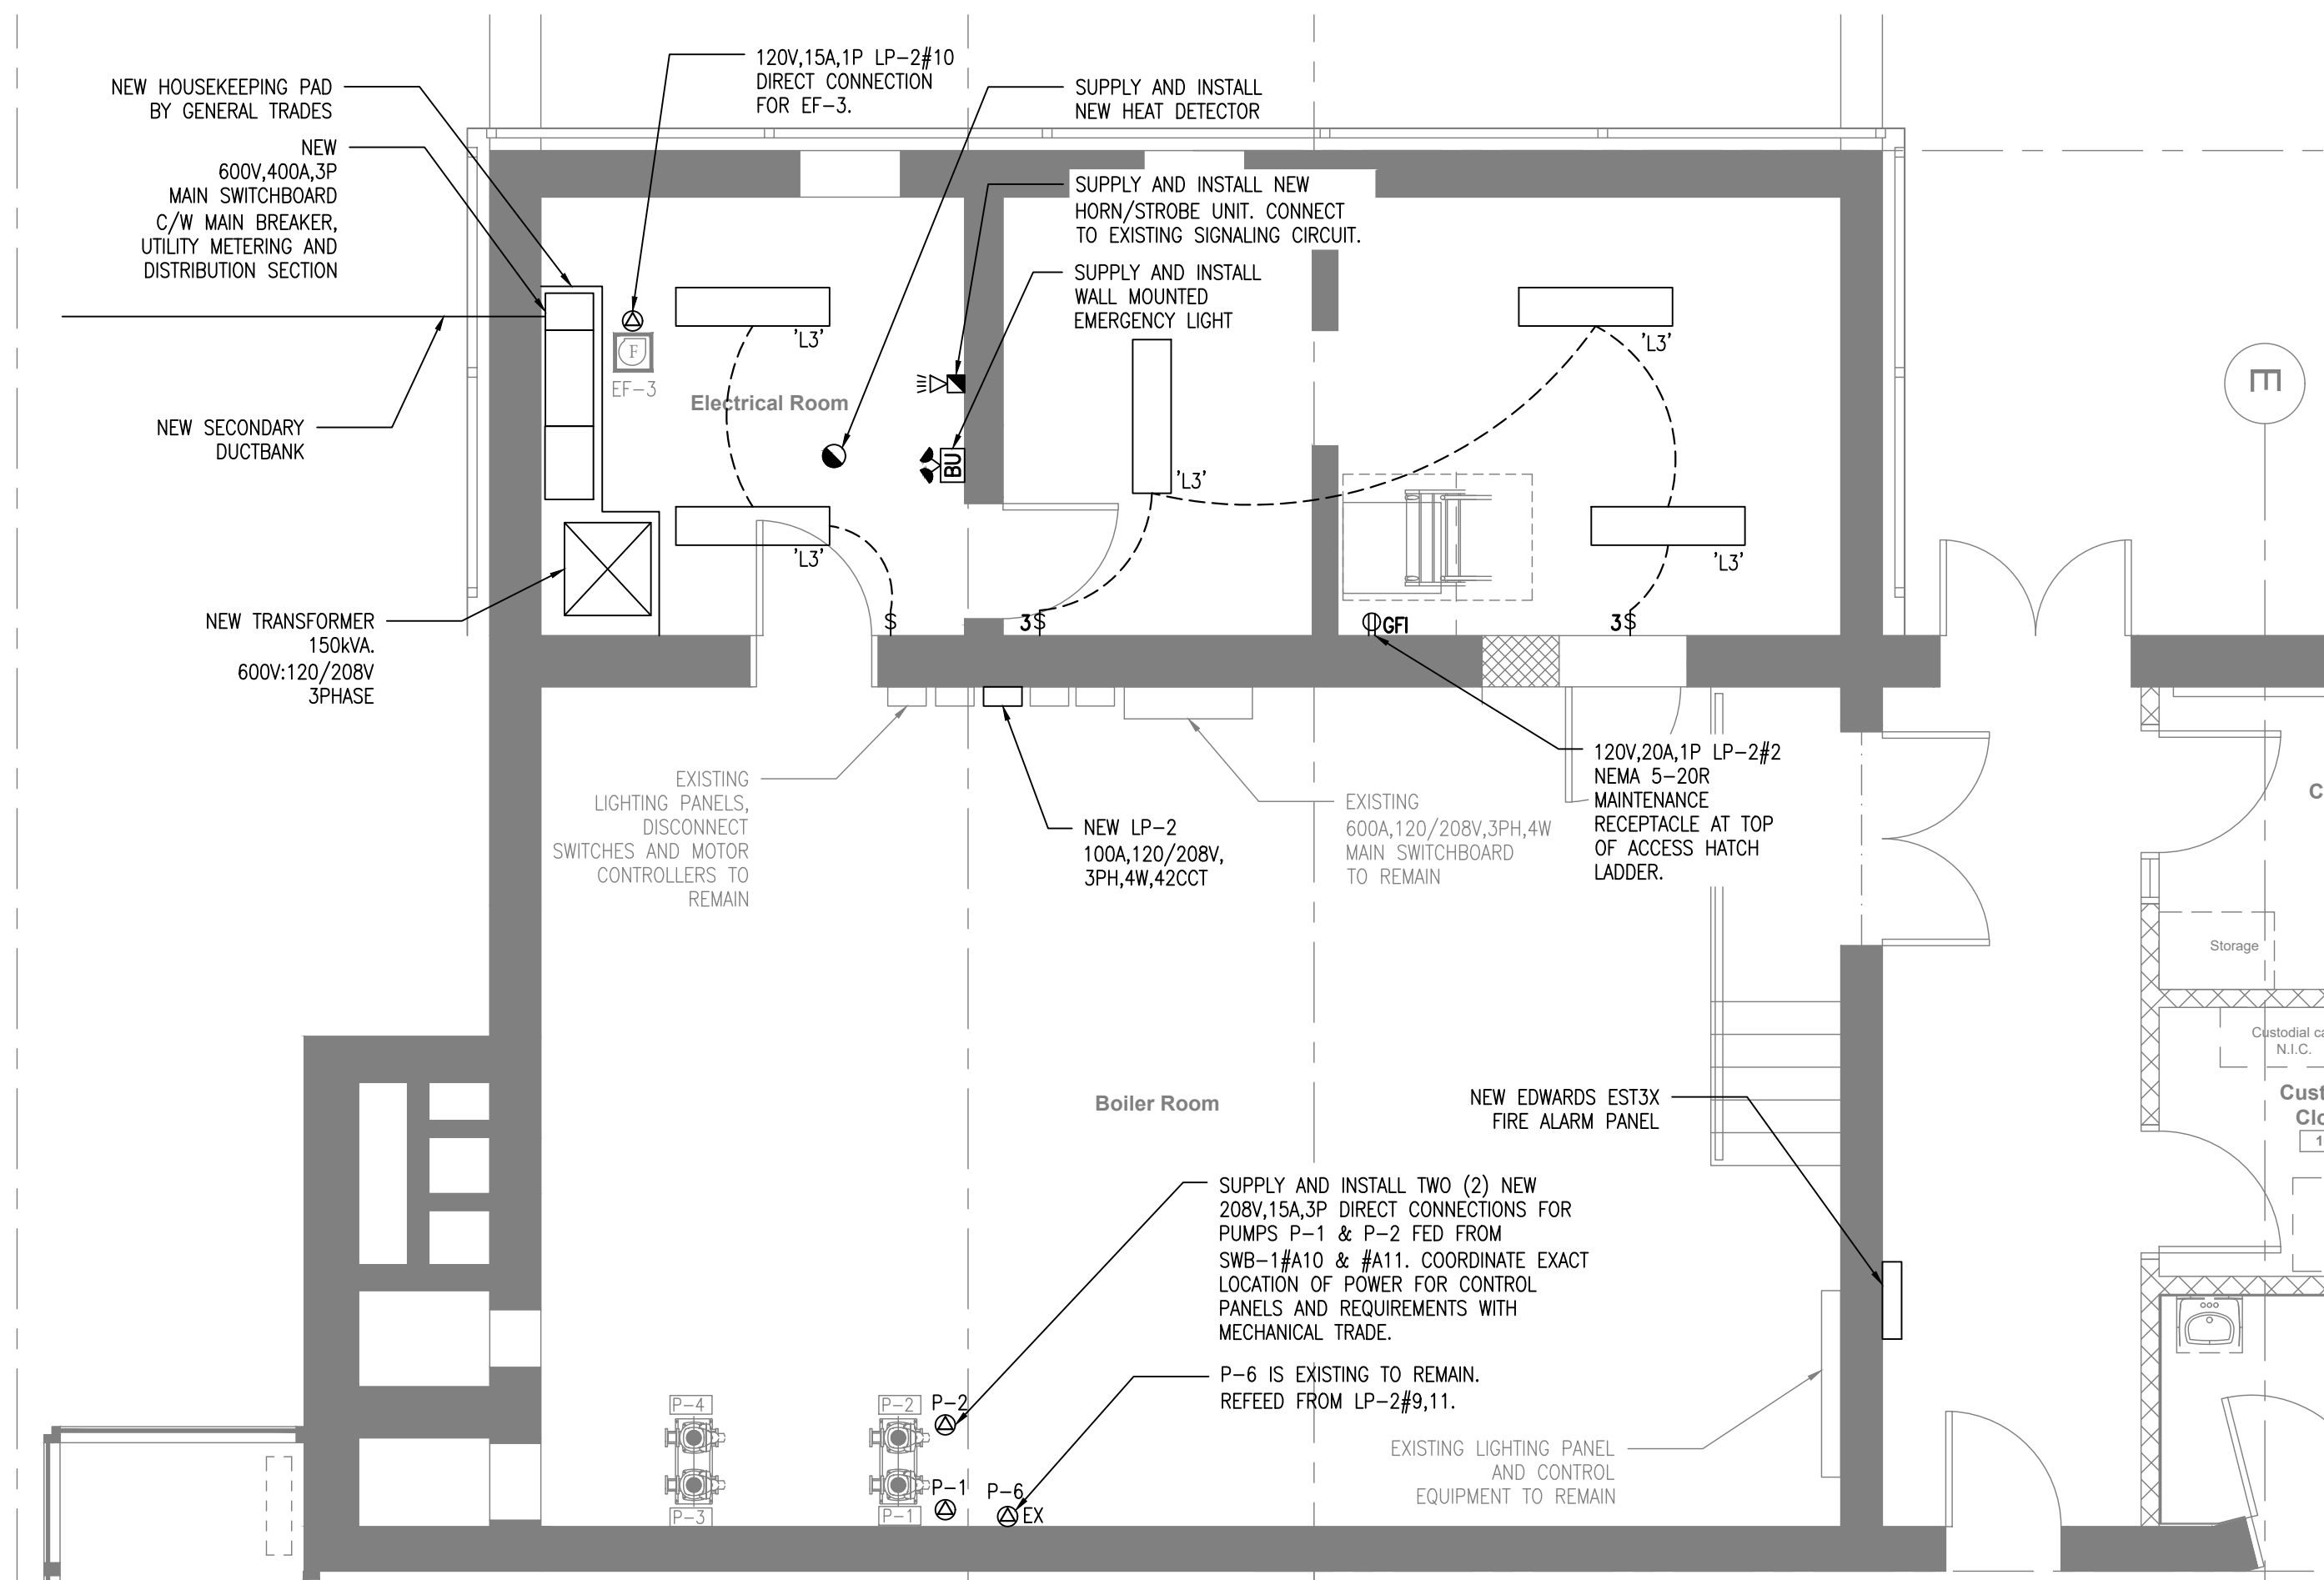 NEW HOUSEKEEPING PAD
BY GENERAL TRADES
NEW
600V,400A,3P
MAIN SWITCHBOARD
C/W MAIN BREAKER,
UTILITY METERING AND
DISTRIBUTION SECTION
NEW SECONDARY
DUCTBANK
NEW TRANSFORMER
150kVA.
600V:120/208V
3PHASE
120V,15A,1P LP-2#10
DIRECT CONNECTION
FOR EF-3.
SUPPLY AND INSTALL
NEW HEAT DETECTOR
SUPPLY AND INSTALL NEW
HORN/STROBE UNIT. CONNECT
TO EXISTING SIGNALING CIRCUIT.
SUPPLY AND INSTALL
WALL MOUNTED
EMERGENCY LIGHT
F
EF-3
'L3'
Electrical Room
BU
'L3'
'L3'
'L3'
'L3'
E
S
3S
GFI
3S
EXISTING
LIGHTING PANELS,
DISCONNECT
SWITCHES AND MOTOR
CONTROLLERS TO
REMAIN
NEW LP-2
100A,120/208V,
3PH,4W,42CCT
EXISTING
600A,120/208V,3PH,4W
MAIN SWITCHBOARD
TO REMAIN
120V,20A,1P LP-2#2
NEMA 5-20R
MAINTENANCE
RECEPTACLE AT TOP
OF ACCESS HATCH
LADDER.
C
Storage
Custodial ca
N.I.C.
Cust
Clo
1
Boiler Room
NEW EDWARDS EST3X
FIRE ALARM PANEL
SUPPLY AND INSTALL TWO (2) NEW
208V,15A,3P DIRECT CONNECTIONS FOR
PUMPS P-1 & P-2 FED FROM
SWB-1#A10 & #A11. COORDINATE EXACT
LOCATION OF POWER FOR CONTROL
PANELS AND REQUIREMENTS WITH
MECHANICAL TRADE.
P-6 IS EXISTING TO REMAIN.
REFEED FROM LP-2#9,11.
EXISTING LIGHTING PANEL
AND CONTROL
EQUIPMENT TO REMAIN
P-4
P-2
P-2
P-1
P-6
EX
P-3
P-1